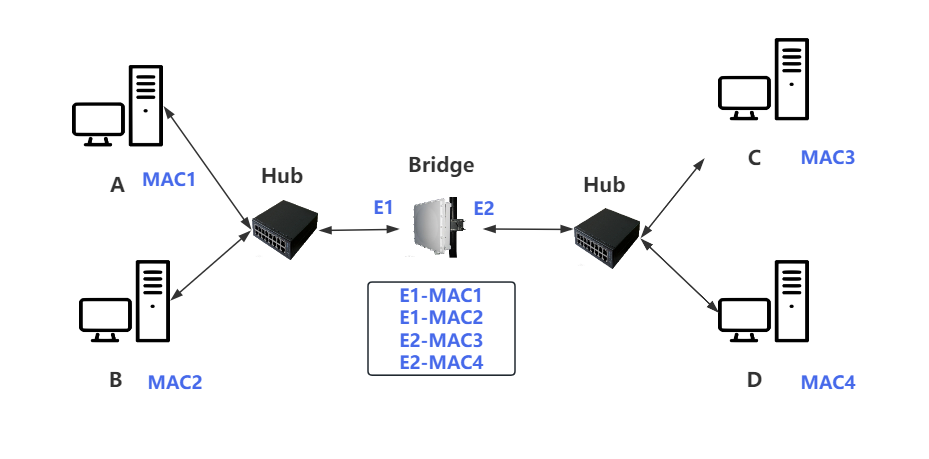 A
MAC1
Hub
Bridge
E1
E2
Hub
C
MAC3
E1-MAC1
E1-MAC2
E2-MAC3
E2-MAC4
B
MAC2
D
MAC4